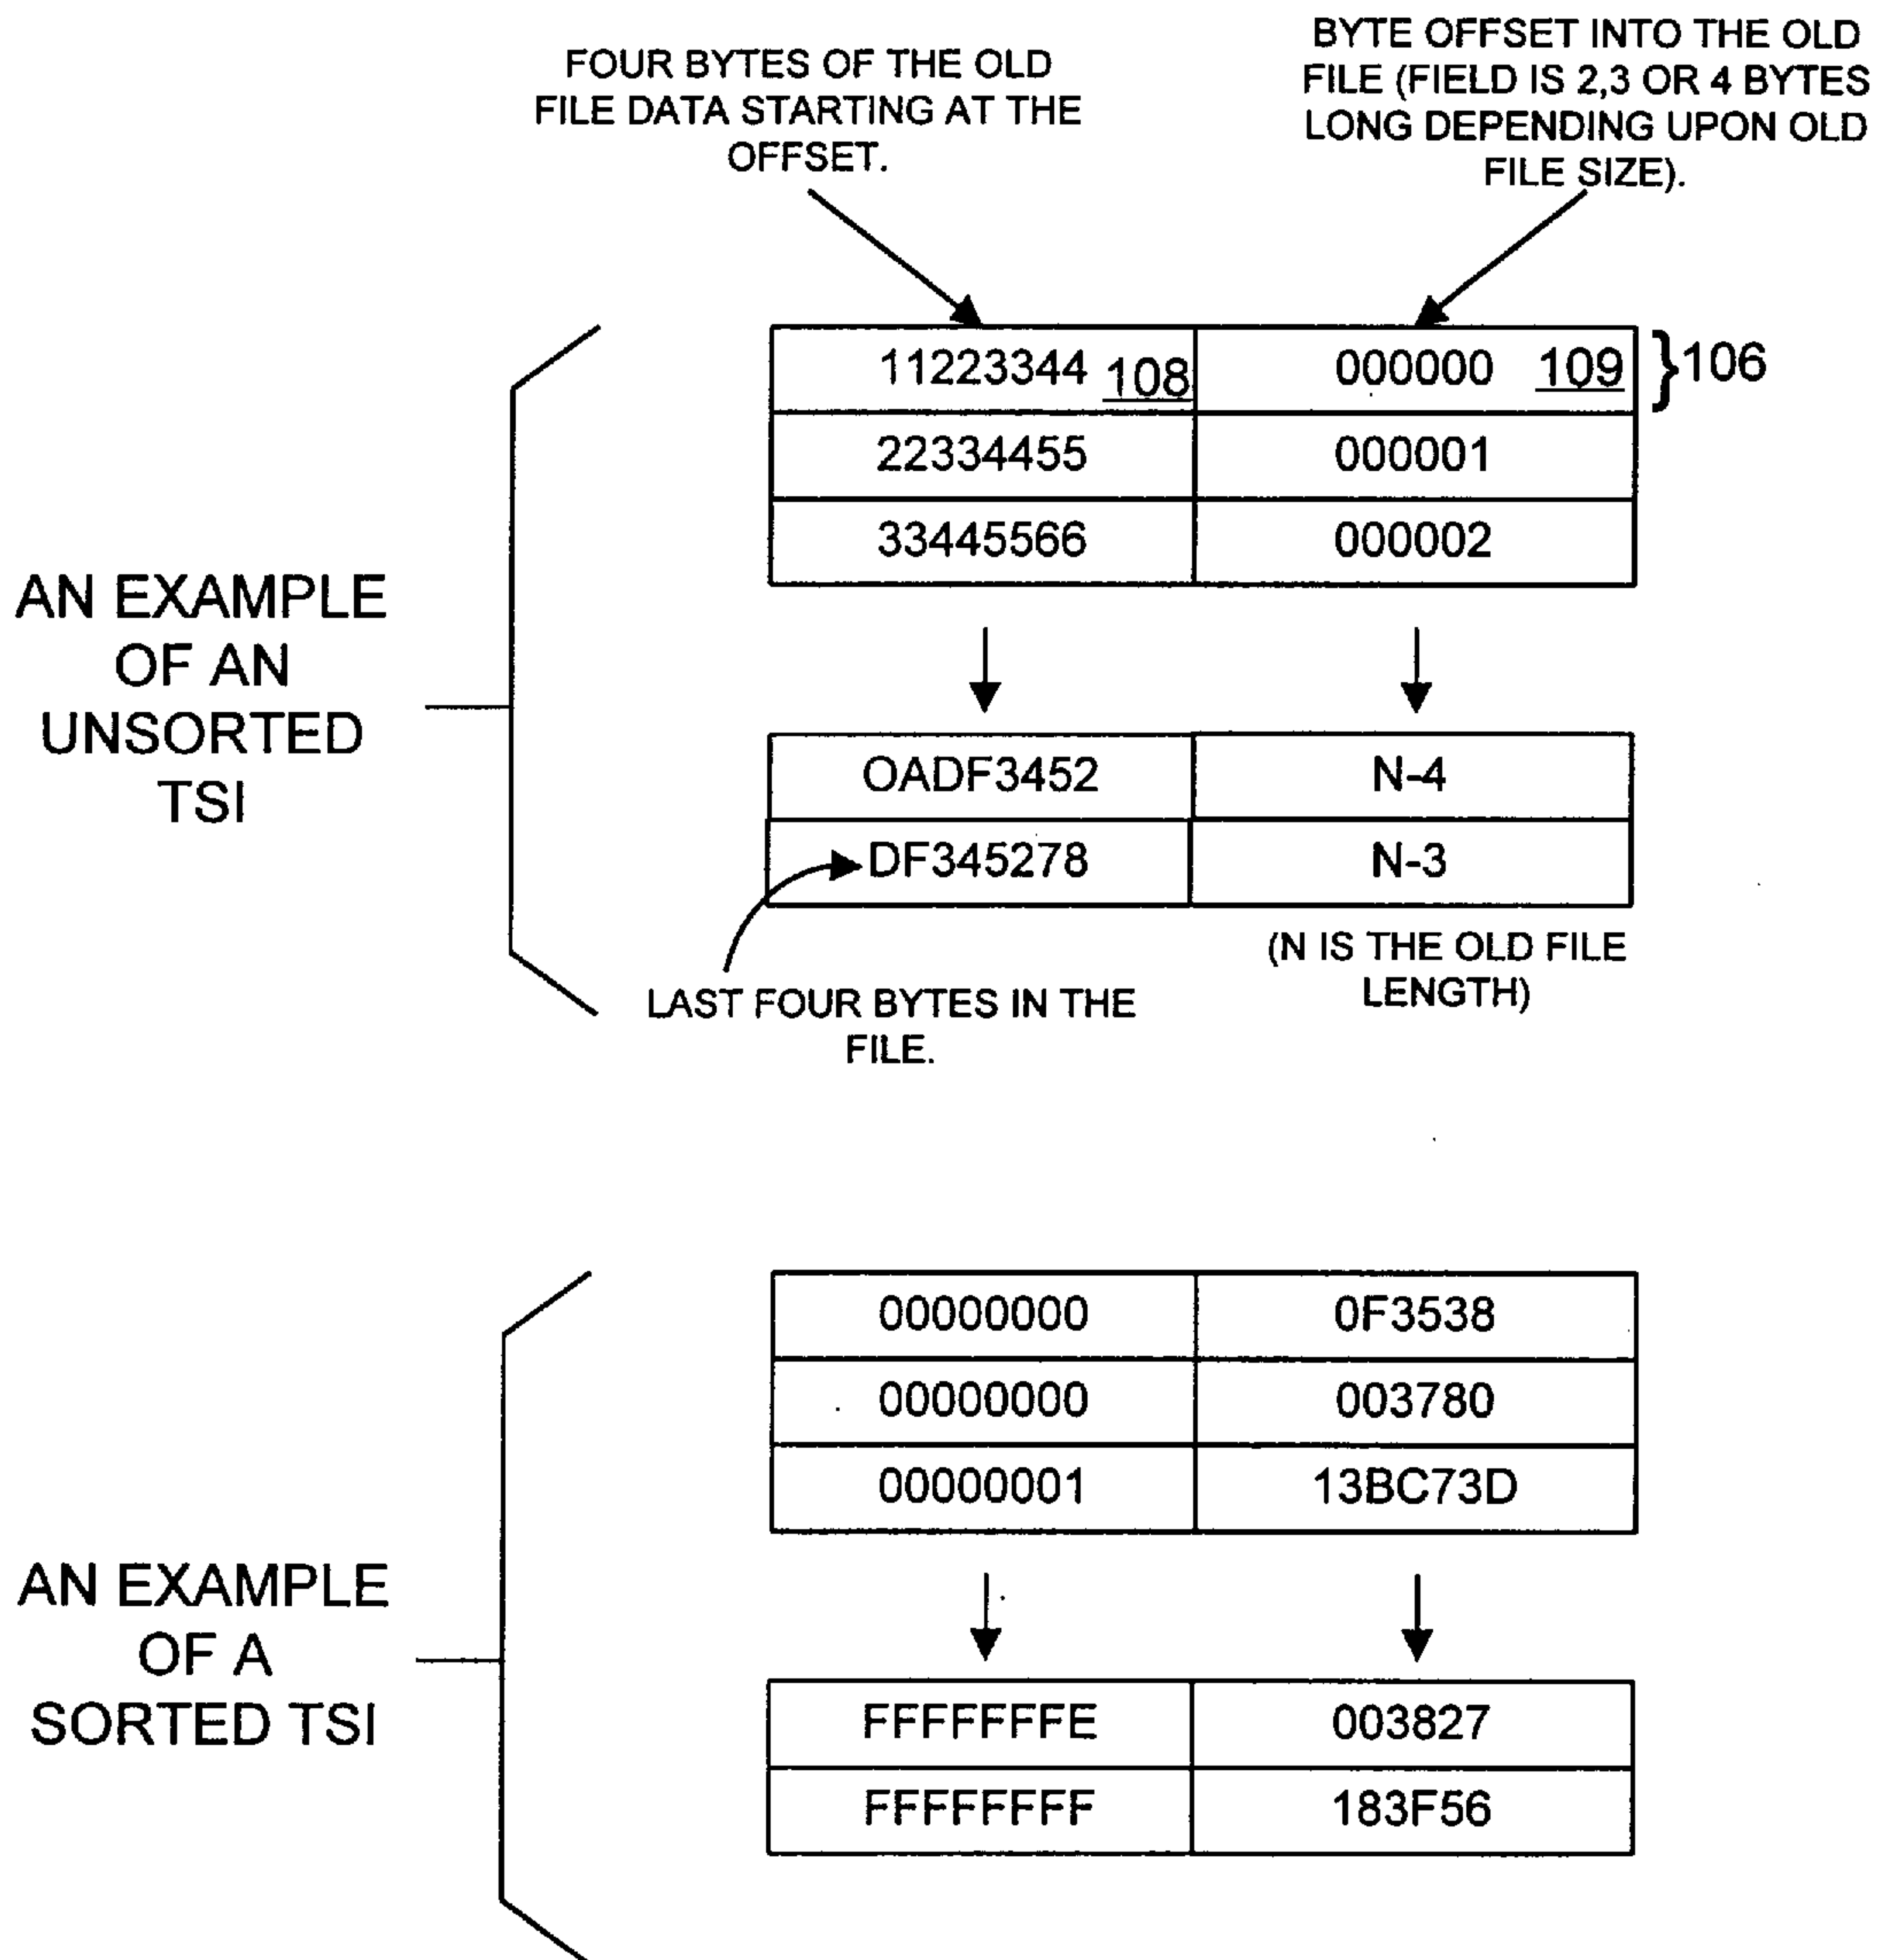 FOUR BYTES OF THE OLD
FILE DATA STARTING AT THE
OFFSET.
BYTE OFFSET INTO THE OLD
FILE (FIELD IS 2,3 OR 4 BYTES
LONG DEPENDING UPON OLD
FILE SIZE).
AN EXAMPLE
OF AN
UNSORTED
TSI
11223344 108 000000 109 }106
22334455 000001
33445566 000002
OADF3452 N-4
DF345278 N-3
(N IS THE OLD FILE
LENGTH)
LAST FOUR BYTES IN THE
FILE.
AN EXAMPLE
OF A
SORTED TSI
00000000 0F3538
00000000 003780
00000001 13BC73D
FFFFFFFE 003827
FFFFFFFF 183F56